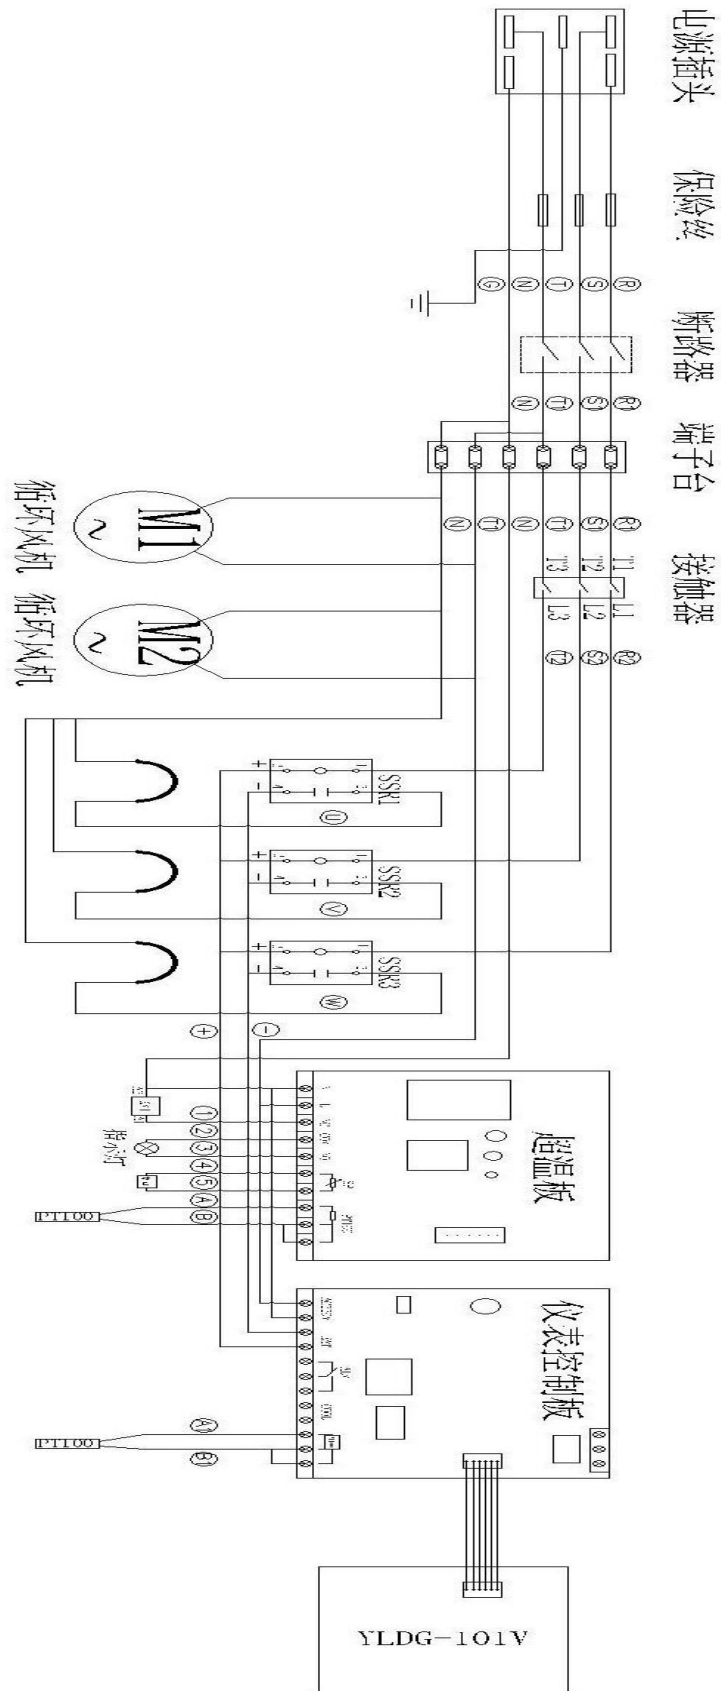 电源插头
保险丝
断路器
端子台
接触器
R
S
T
N
G
R1
S1
T1
N
R1
S1
T1
N
T1
N
T1
T2
T3
L1
L2
L3
R2
S2
T2
M1
~
循环风机
M2
~
循环风机
SSR1
+
-
U
SSR2
+
-
V
SSR3
+
-
W
+
-
超温板
1
2
3
4
5
A
B
指示灯
PT100
仪表控制板
A1
B1
PT100
YLDG-101V